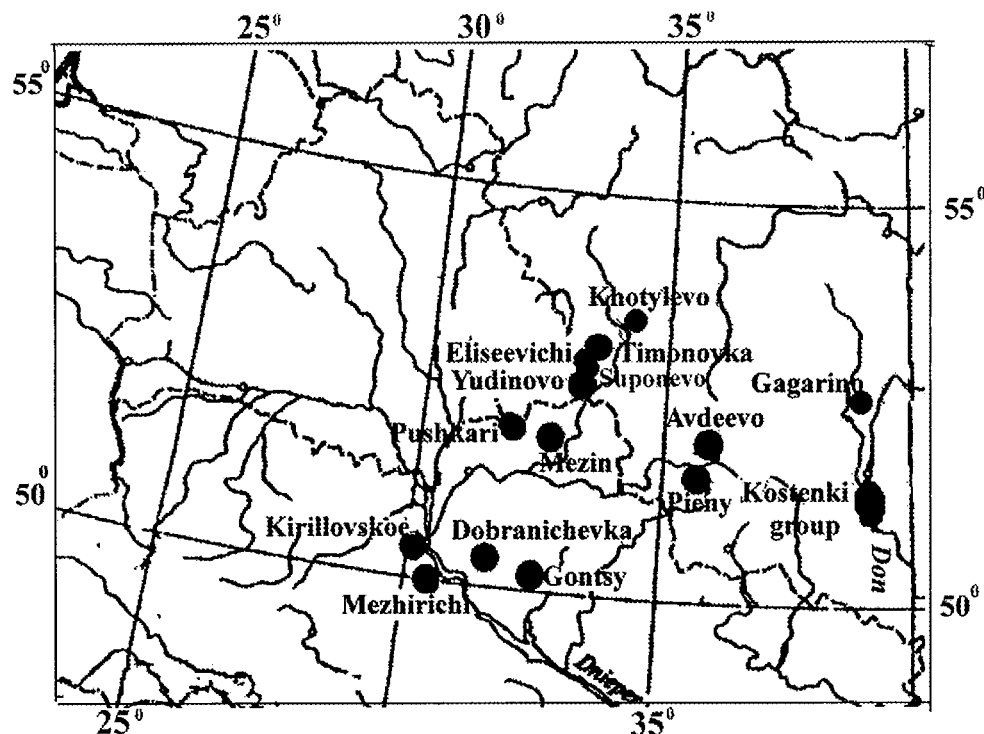 25⁰ 30⁰ 35⁰
55⁰
55⁰
Khotylevo
Eliseevichi Timonovka
Yudinovo Suponevo
Gagarino
Avdeevo
Pushkari
Mezin
50⁰
Pieny
Kostenki
group
Kirillovskoe
Dobranichevka
Gontsy
Don
50⁰
Mezhirichi
Dnieper
25⁰ 35⁰